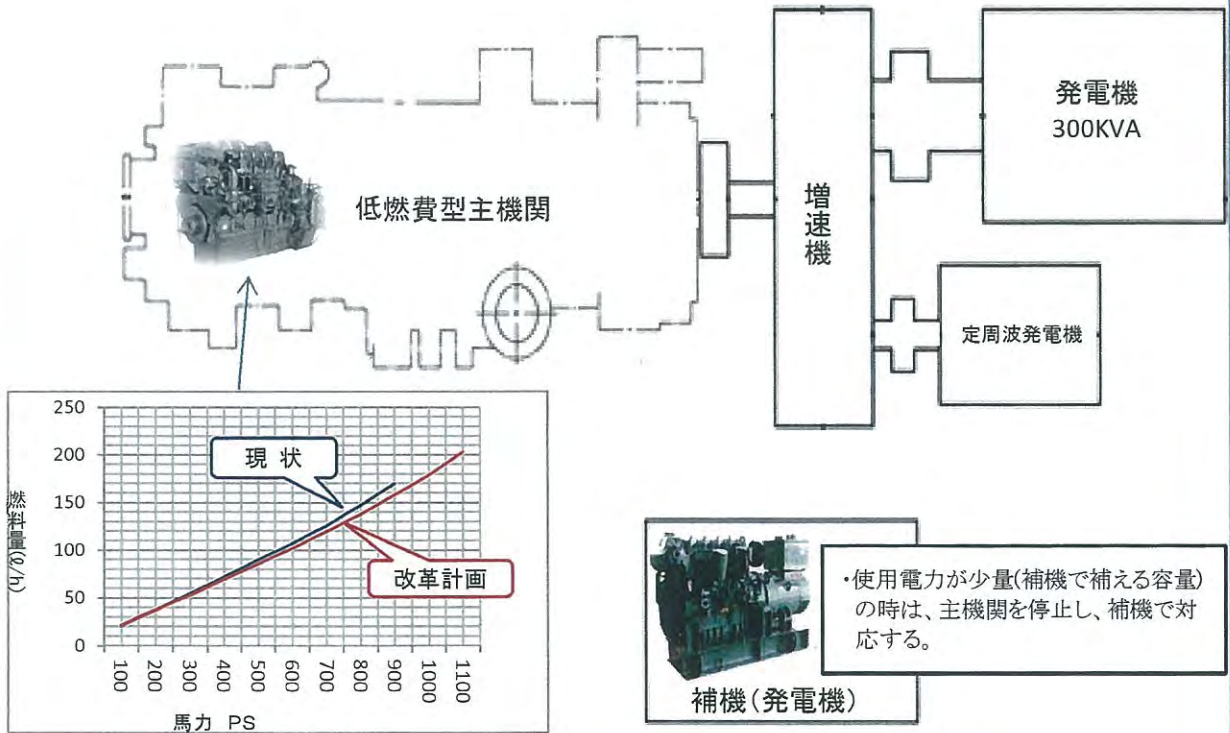 発電機
300KVA
低燃費型主機関
増速機
定周波発電機
250
200
150
100
50
0
燃料量(ℓ/h)
現 状
改革計画
100
200
300
400
500
600
700
800
900
1000
1100
馬力 PS
・使用電力が少量(補機で補える容量)
の時は、主機関を停止し、補機で対
応する。
補機(発電機)